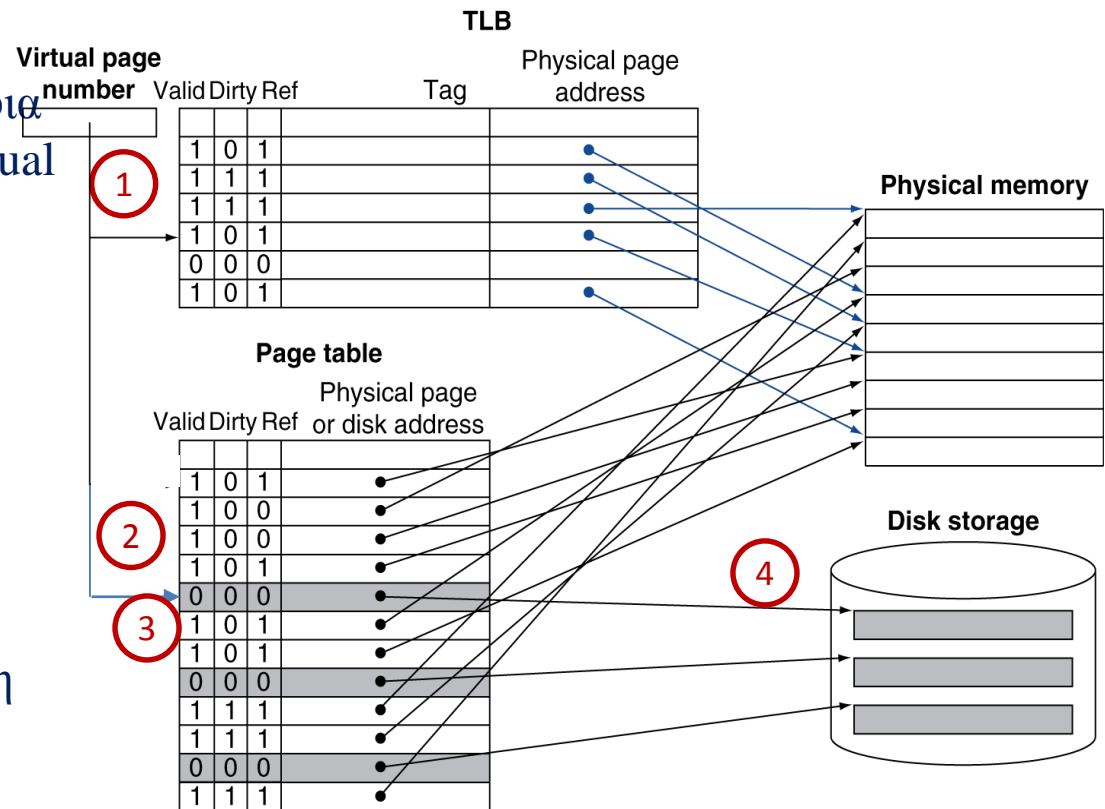 TLB
Virtual page
number
Valid Dirty Ref
Tag
Physical page
address
ual
1
1 0 1
1 1 1
1 1 1
1 0 1
0 0 0
1 0 1
Physical memory
Page table
Physical page
or disk address
Valid Dirty Ref
1 0 1
1 0 0
1 0 0
1 0 1
0 0 0
1 0 1
1 0 1
0 0 0
1 1 1
1 1 1
0 0 0
1 1 1
2
3
η
Disk storage
4